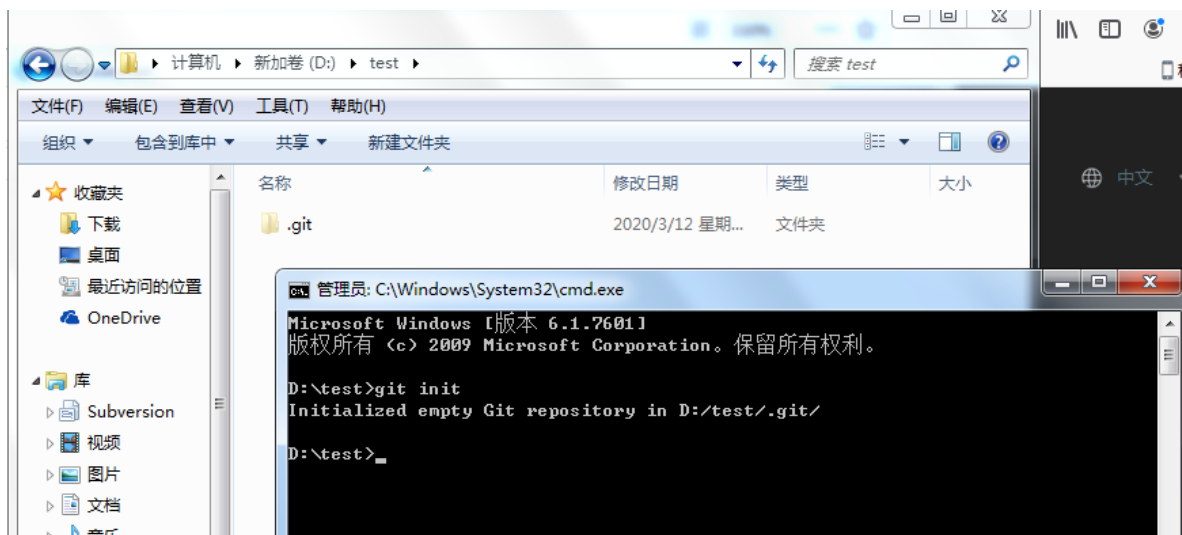 计算机 新加卷 (D:) test 搜索 test
文件(F) 编辑(E) 查看(V) 工具(T) 帮助(H)
组织 包含到库中 共享 新建文件夹
名称 修改日期 类型 大小
收藏夹
下载
桌面
最近访问的位置
OneDrive
库
Subversion
视频
图片
文档
音乐
.git 2020/3/12 星期... 文件夹
中文
管理员: C:\Windows\System32\cmd.exe
Microsoft Windows [版本 6.1.7601]
版权所有 (c) 2009 Microsoft Corporation。保留所有权利。
D:\test>git init
Initialized empty Git repository in D:/test/.git/
D:\test>_